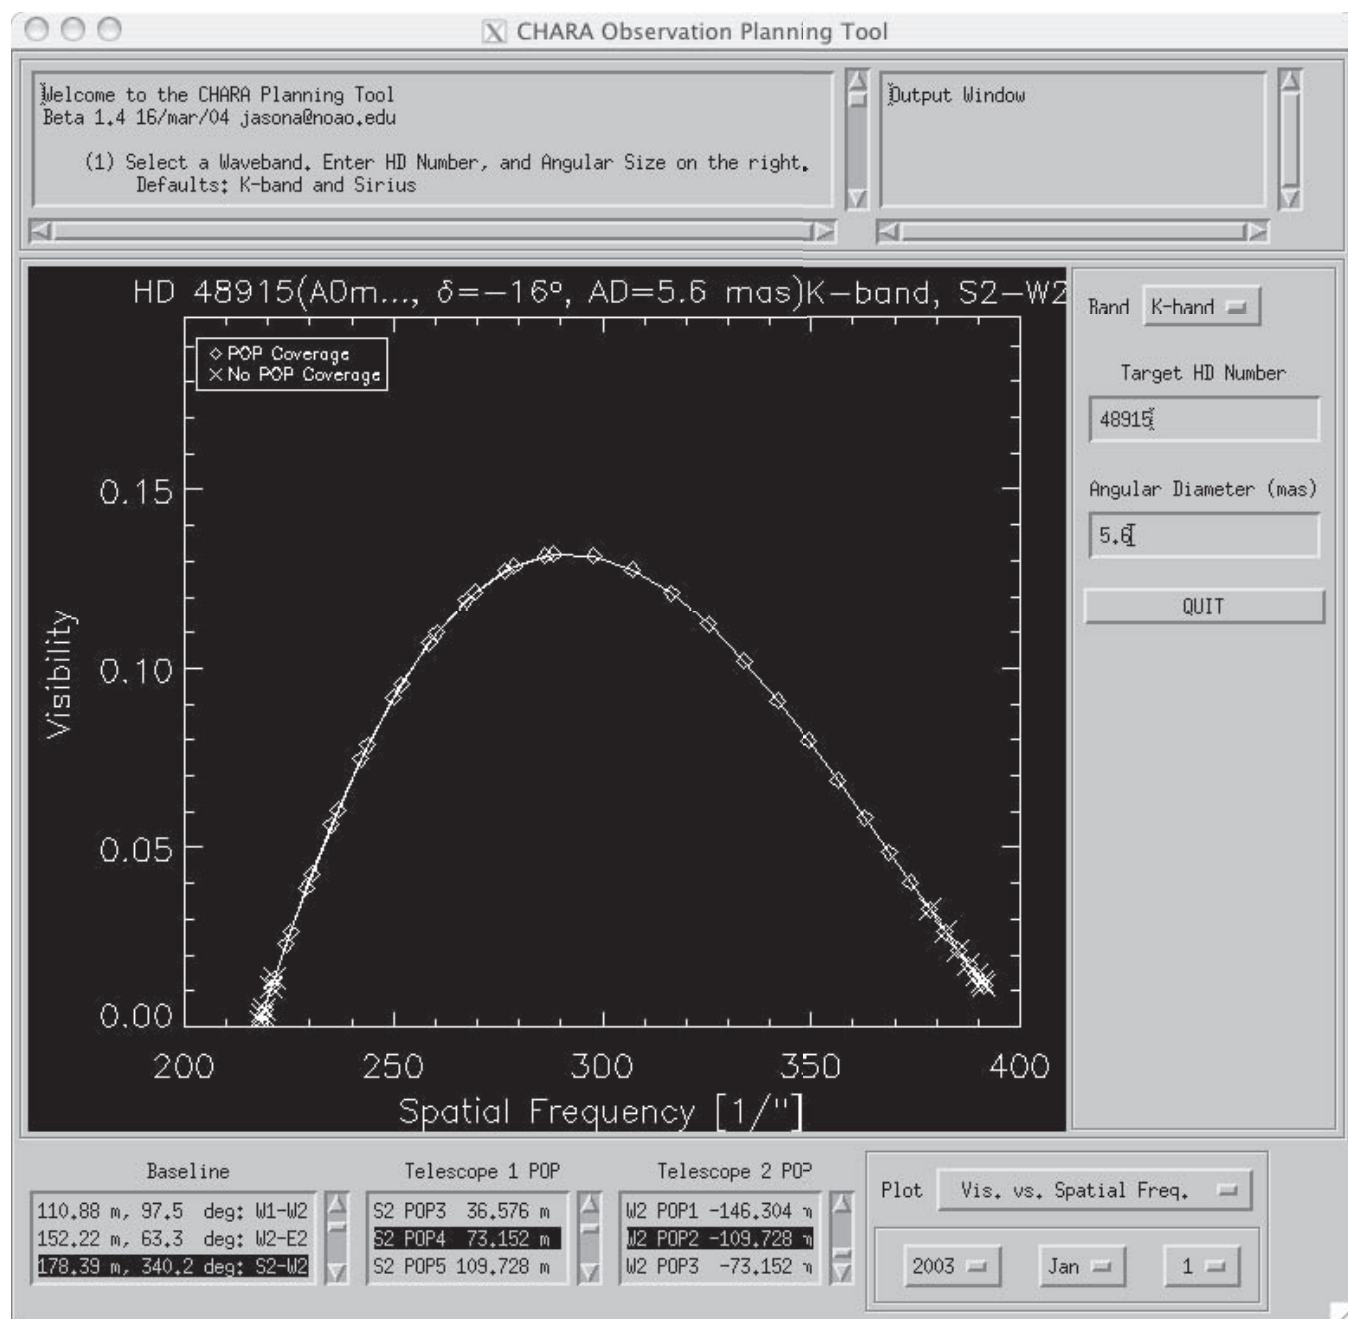 CHARA Observation Planning Tool
Welcome to the CHARA Planning Tool
Beta 1.4 16/mar/04 jasona@noao.edu
(1) Select a Waveband. Enter HD Number, and Angular Size on the right.
Defaults: K-band and Sirius
Output Window
HD 48915(A0m..., δ=−16º, AD=5.6 mas)K−band, S2−W2
◇ POP Coverage
× No POP Coverage
Visibility
0.15
0.10
0.05
0.00
200 250 300 350 400
Spatial Frequency [1/"]
Band K-band
Target HD Number
48915
Angular Diameter (mas)
5.6
QUIT
Baseline
110.88 m, 97.5 deg: W1-W2
152.22 m, 63.3 deg: W2-E2
178.39 m, 340.2 deg: S2-W2
Telescope 1 POP
S2 POP3 36.576 m
S2 POP4 73.152 m
S2 POP5 109.728 m
Telescope 2 POP
W2 POP1 -146.304 m
W2 POP2 -109.728 m
W2 POP3 -73.152 m
Plot Vis. vs. Spatial Freq.
2003 Jan 1